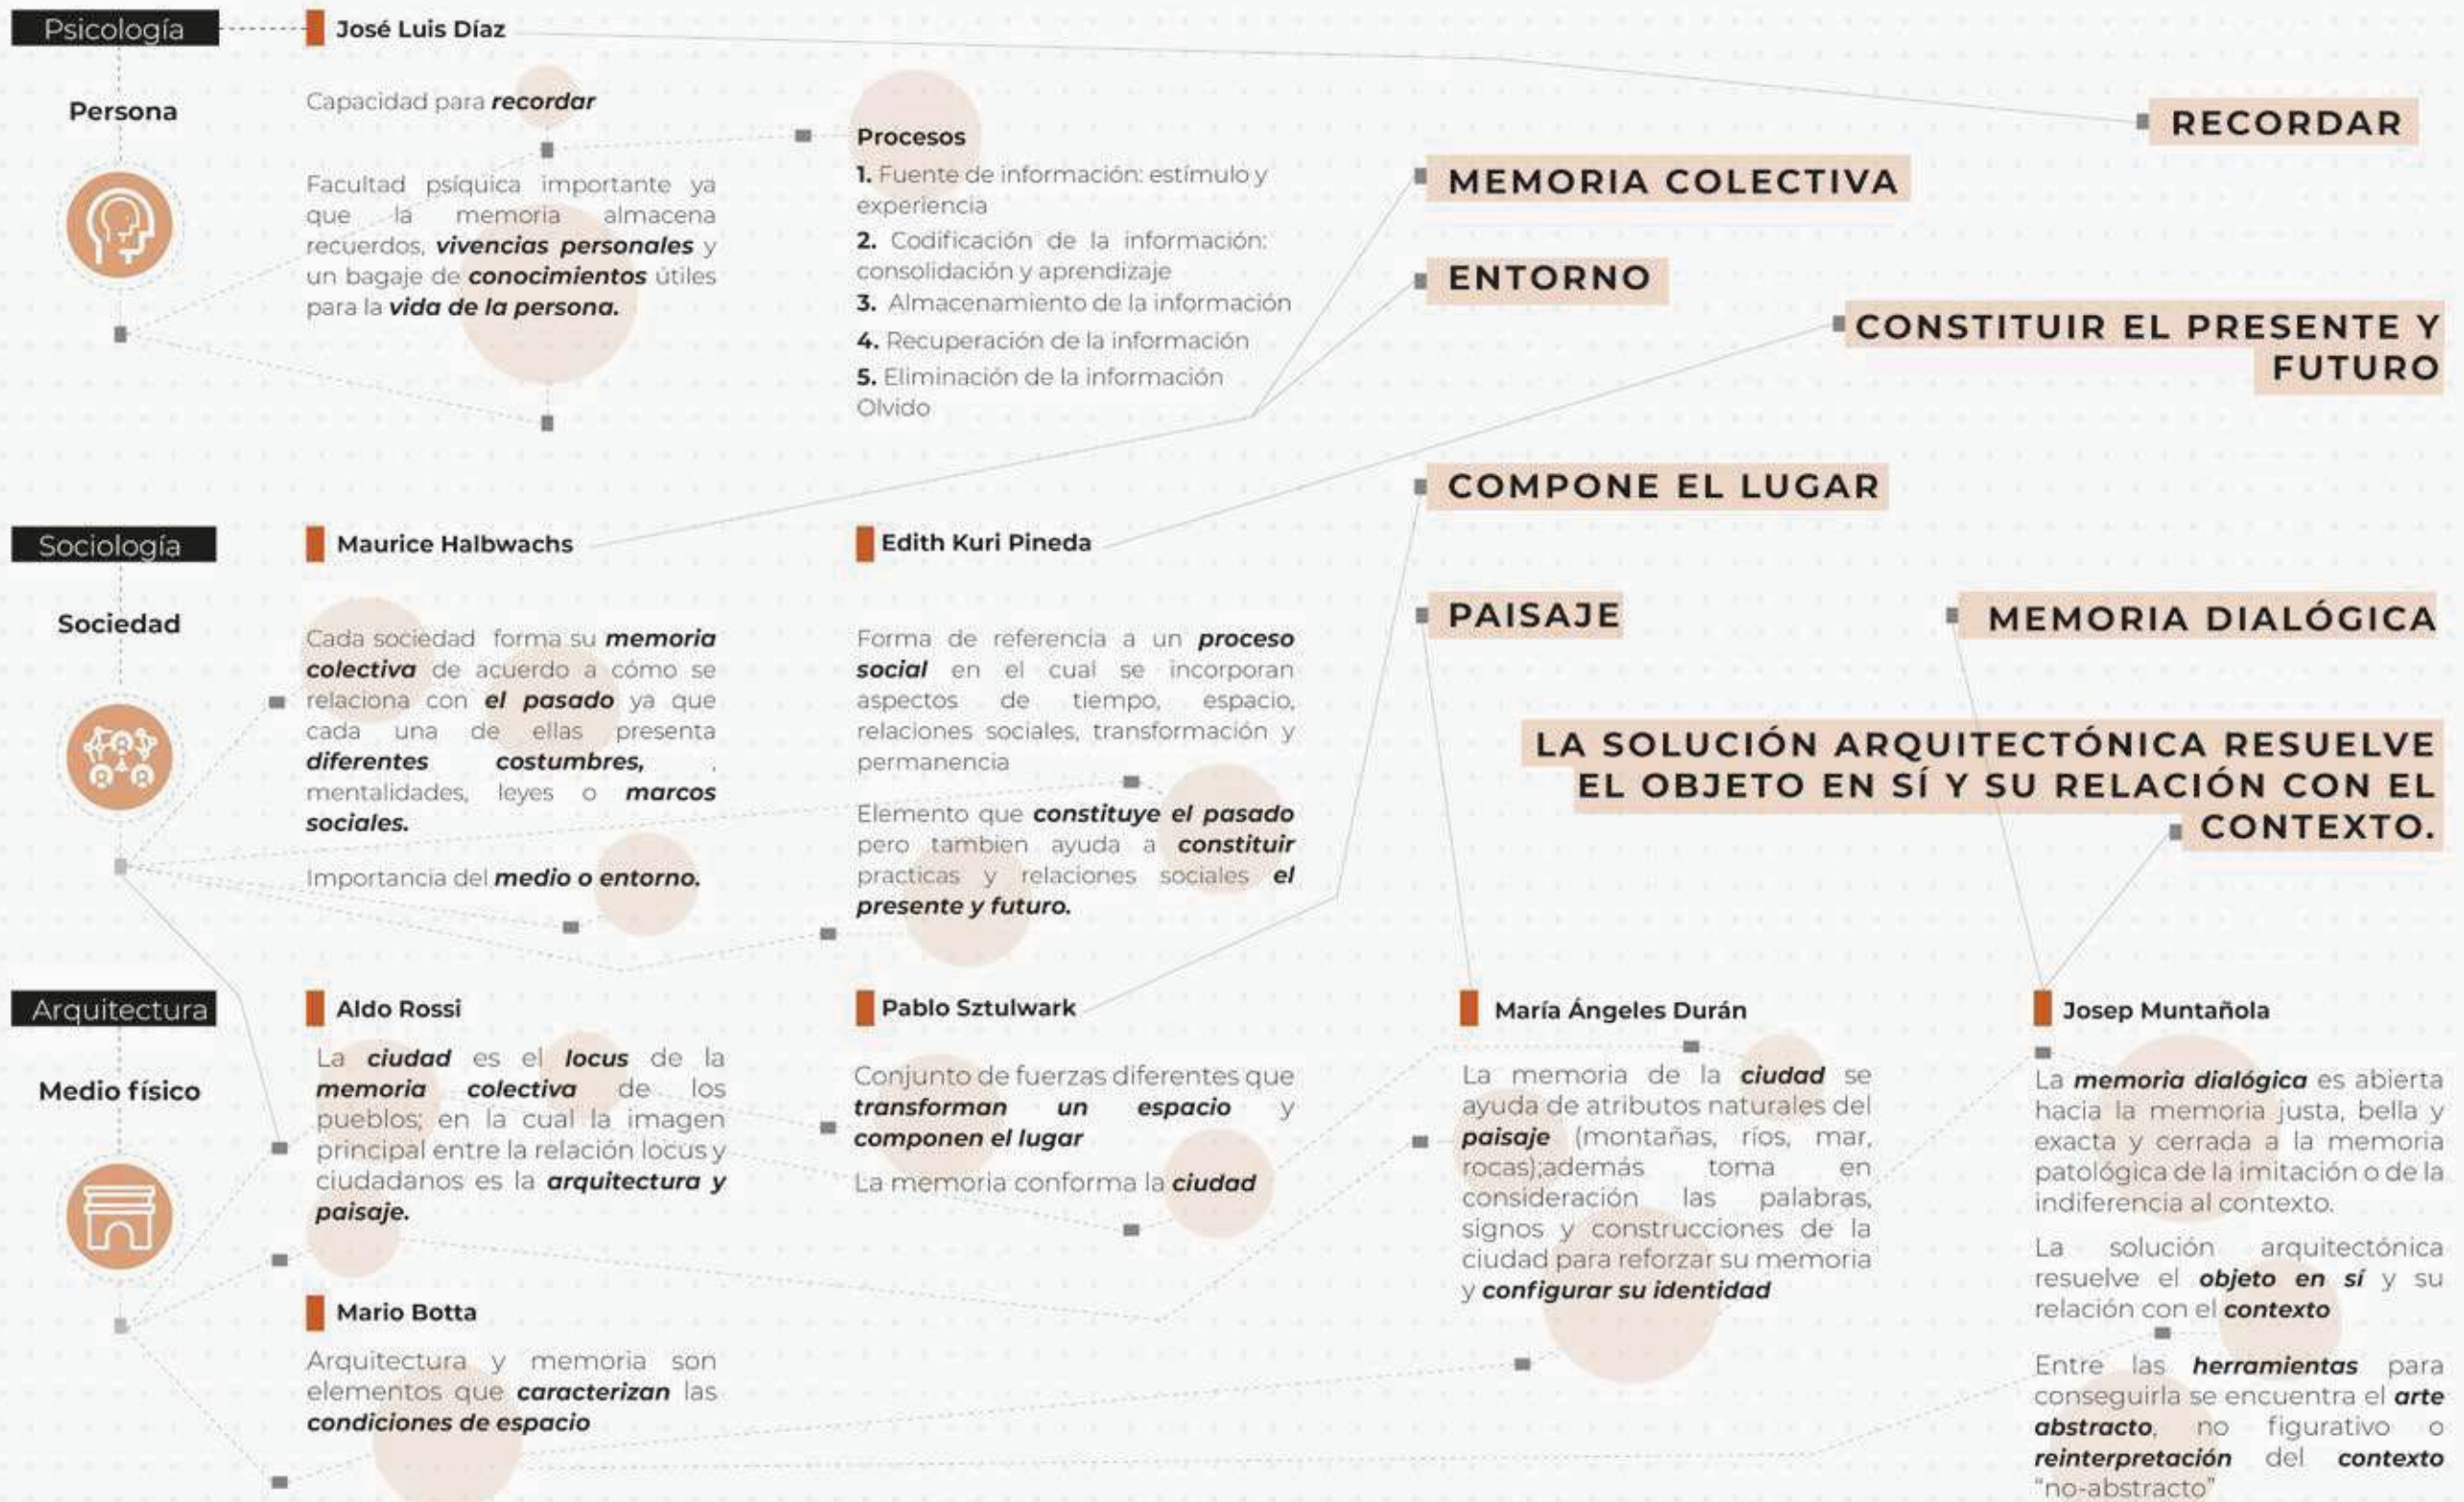 Psicología
Persona
José Luis Díaz
Capacidad para recordar
Facultad psíquica importante ya
que la memoria almacena
recuerdos, vivencias personales y
un bagaje de conocimientos útiles
para la vida de la persona.
Procesos
1. Fuente de información: estímulo y
experiencia
2. Codificación de la información:
consolidación y aprendizaje
3. Almacenamiento de la información
4. Recuperación de la información
5. Eliminación de la información
Olvido
RECORDAR
MEMORIA COLECTIVA
ENTORNO
CONSTITUIR EL PRESENTE Y
FUTURO
COMPONE EL LUGAR
PAISAJE
MEMORIA DIALÓGICA
LA SOLUCIÓN ARQUITECTÓNICA RESUELVE
EL OBJETO EN SÍ Y SU RELACIÓN CON EL
CONTEXTO.
Sociología
Sociedad
Maurice Halbwachs
Cada sociedad forma su memoria
colectiva de acuerdo a cómo se
relaciona con el pasado ya que
cada una de ellas presenta
diferentes costumbres, .
mentalidades, leyes o marcos
sociales.
Importancia del medio o entorno.
Edith Kuri Pineda
Forma de referencia a un proceso
social en el cual se incorporan
aspectos de tiempo, espacio,
relaciones sociales, transformación y
permanencia
Elemento que constituye el pasado
pero tambien ayuda a constituir
practicas y relaciones sociales el
presente y futuro.
Arquitectura
Medio físico
Aldo Rossi
La ciudad es el locus de la
memoria colectiva de los
pueblos; en la cual la imagen
principal entre la relación locus y
ciudadanos es la arquitectura y
paisaje.
Mario Botta
Arquitectura y memoria son
elementos que caracterizan las
condiciones de espacio
Pablo Sztulwark
Conjunto de fuerzas diferentes que
transforman un espacio y
componen el lugar
La memoria conforma la ciudad
María Ángeles Durán
La memoria de la ciudad se
ayuda de atributos naturales del
paisaje (montañas, ríos, mar,
rocas);además toma en
consideración las palabras,
signos y construcciones de la
ciudad para reforzar su memoria
y configurar su identidad
Josep Muntañola
La memoria dialógica es abierta
hacia la memoria justa, bella y
exacta y cerrada a la memoria
patológica de la imitación o de la
indiferencia al contexto.
La solución arquitectónica
resuelve el objeto en sí y su
relación con el contexto
Entre las herramientas para
conseguirla se encuentra el arte
abstracto, no figurativo o
reinterpretación del contexto
"no-abstracto"